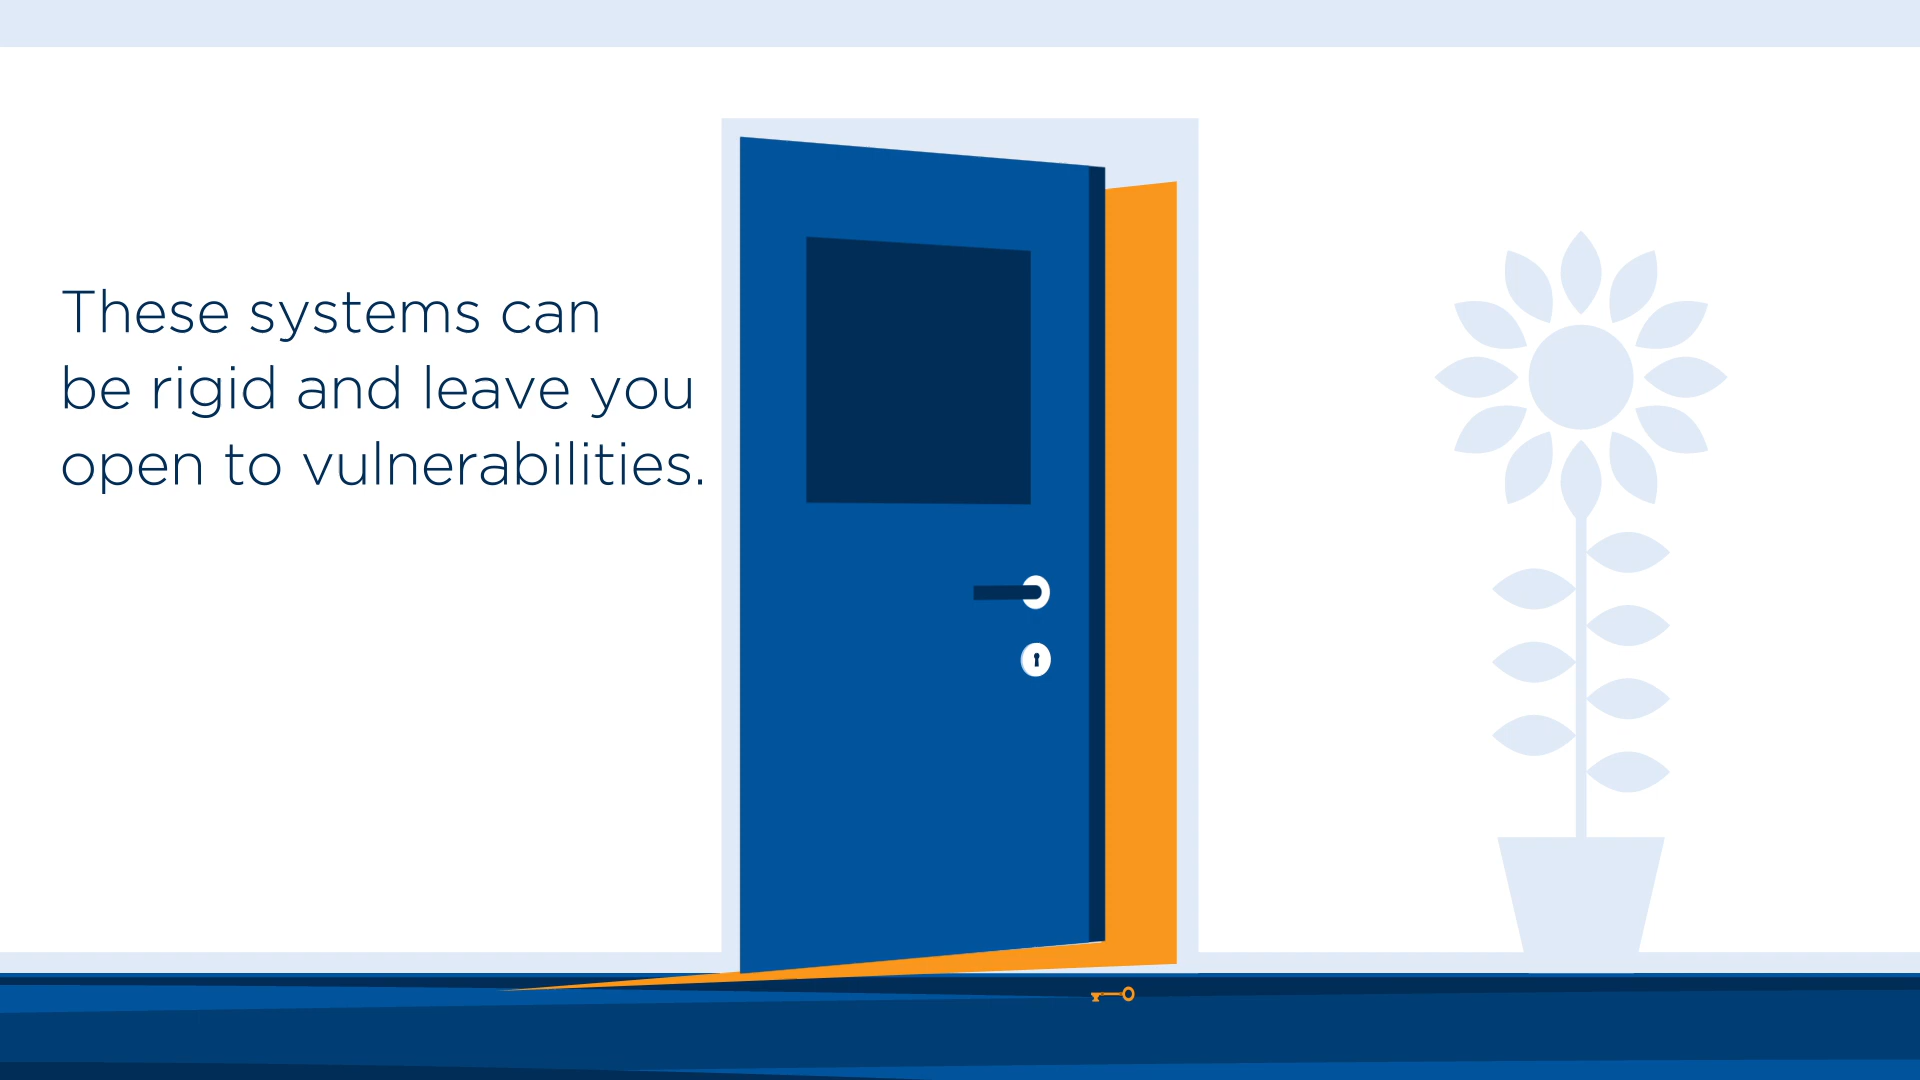 These systems can
be rigid and leave you
open to vulnerabilities.